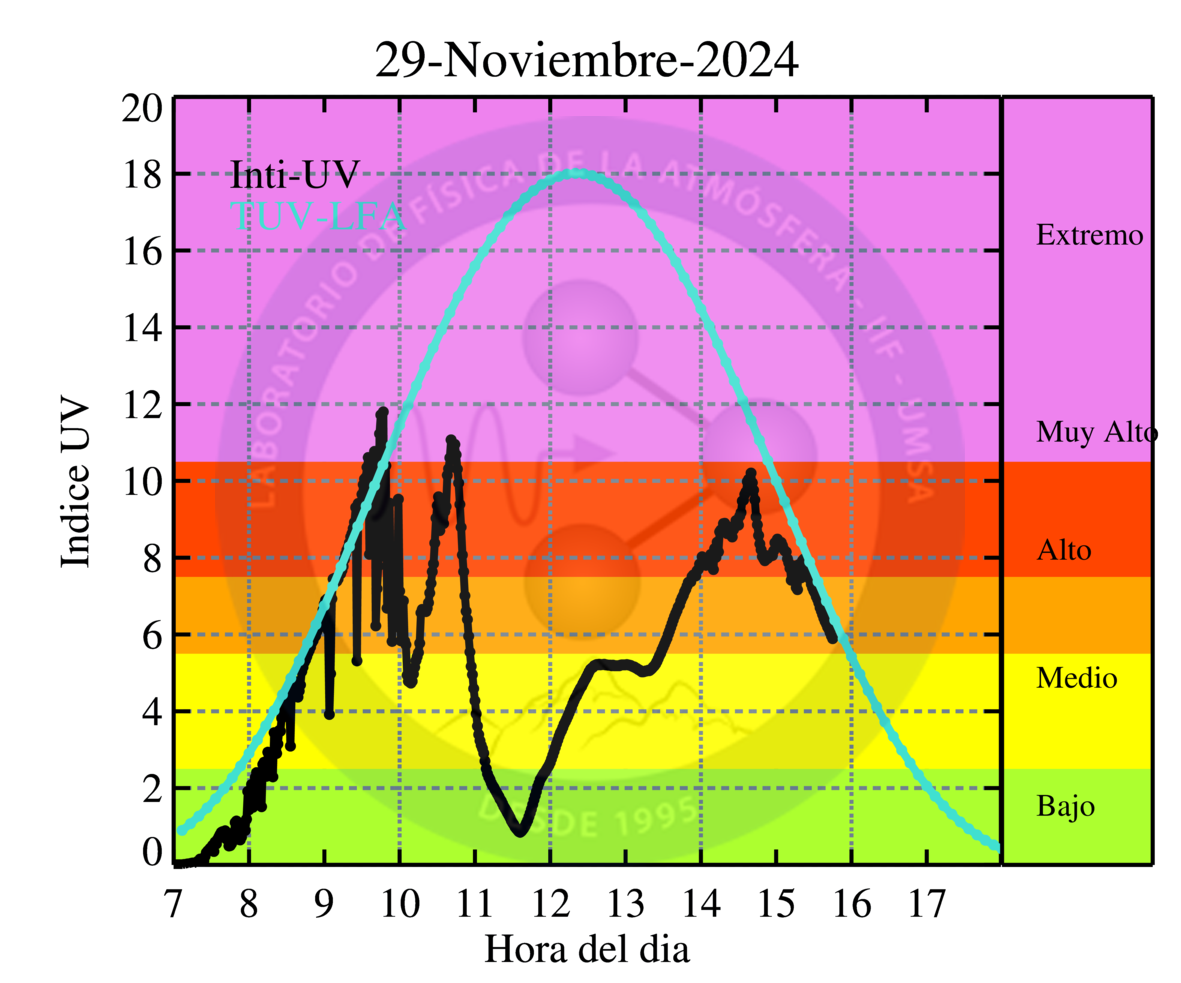 29-Noviembre-2024
Indice UV
20
18
16
14
12
10
8
6
4
2
0
Inti-UV
TUV-LFA
LABORATORIO DE FÍSICA DE LA ATMÓSFERA - IIF - UMSA
DESDE 1995
Extremo
Muy Alto
Alto
Medio
Bajo
7 8 9 10 11 12 13 14 15 16 17
Hora del dia